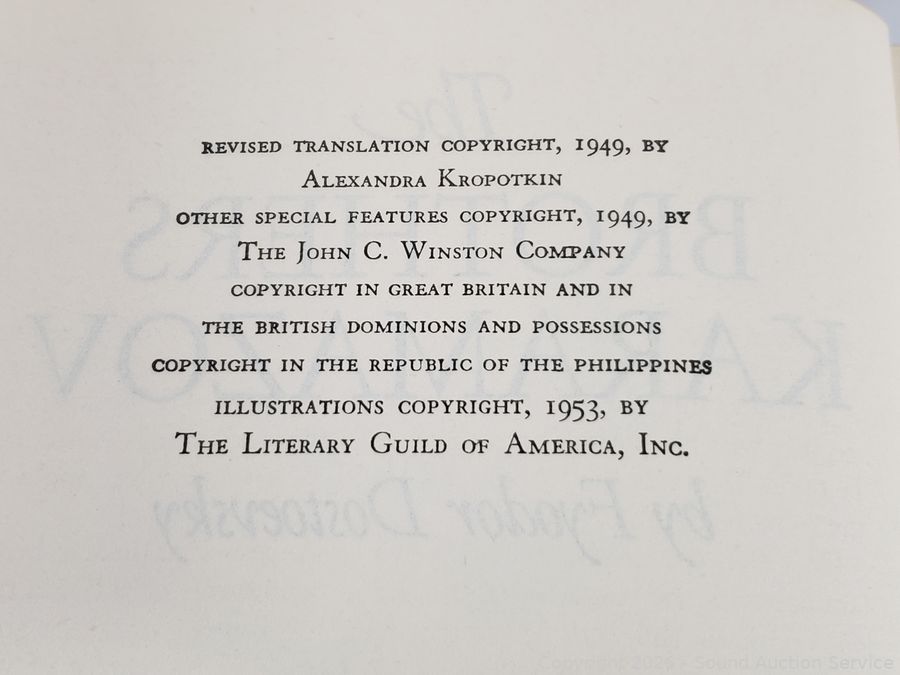 REVISED TRANSLATION COPYRIGHT, 1949, BY
ALEXANDRA KROPOTKIN
OTHER SPECIAL FEATURES COPYRIGHT, 1949, BY
THE JOHN C. WINSTON COMPANY
COPYRIGHT IN GREAT BRITAIN AND IN
THE BRITISH DOMINIONS AND POSSESSIONS
COPYRIGHT IN THE REPUBLIC OF THE PHILIPPINES
ILLUSTRATIONS COPYRIGHT, 1953, BY
THE LITERARY GUILD OF AMERICA, INC.
The
BROTHERS
KARAMAZOV
by Fyodor Dostoevsky
Copyright 2026 - Sound Auction Service